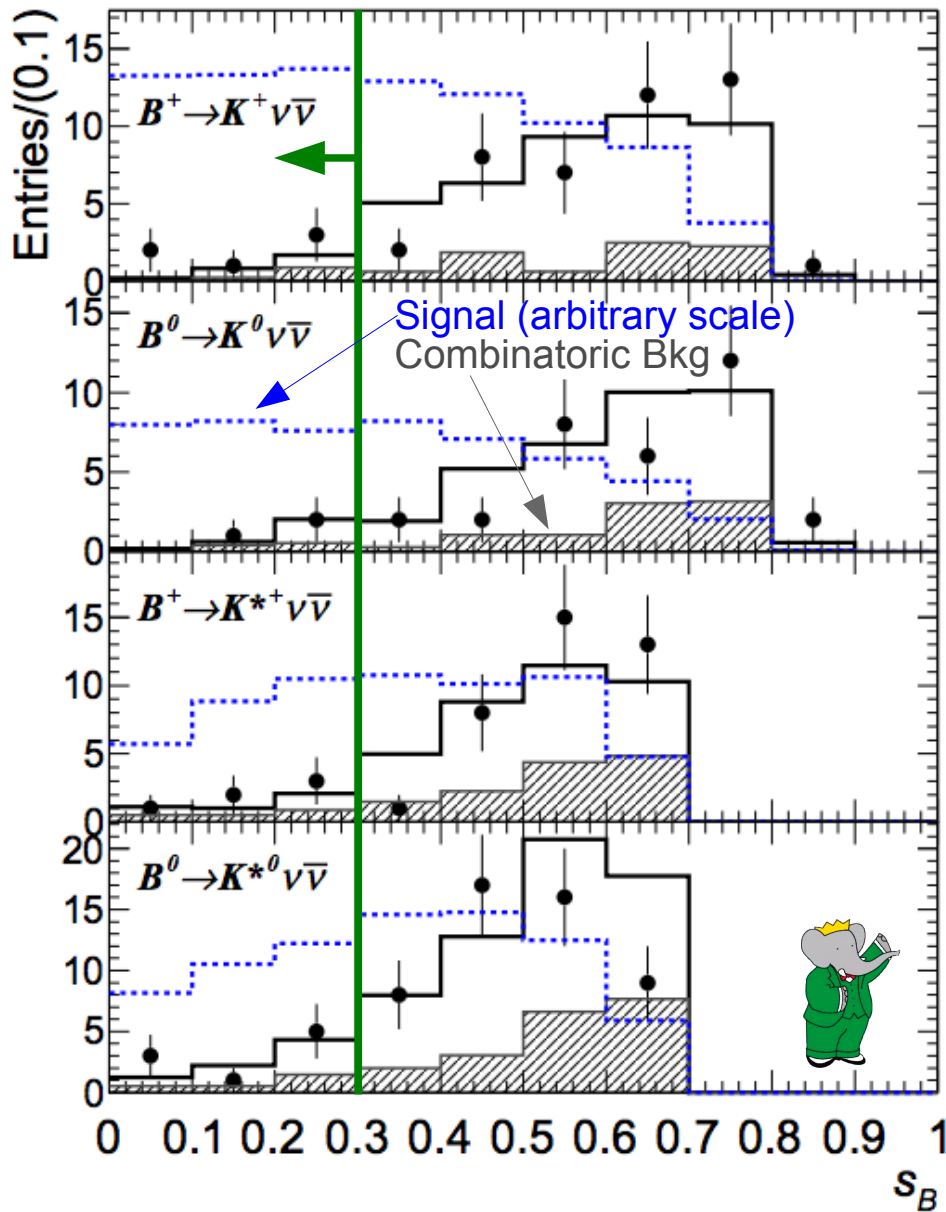 Entries/(0.1)
15
10
5
0
B⁺→K⁺νν̅
15
10
5
0
B⁰→K⁰νν̅
Signal (arbitrary scale)
Combinatoric Bkg
15
10
5
0
B⁺→K*⁺νν̅
20
15
10
5
0
B⁰→K*⁰νν̅
0 0.1 0.2 0.3 0.4 0.5 0.6 0.7 0.8 0.9 1
s_B